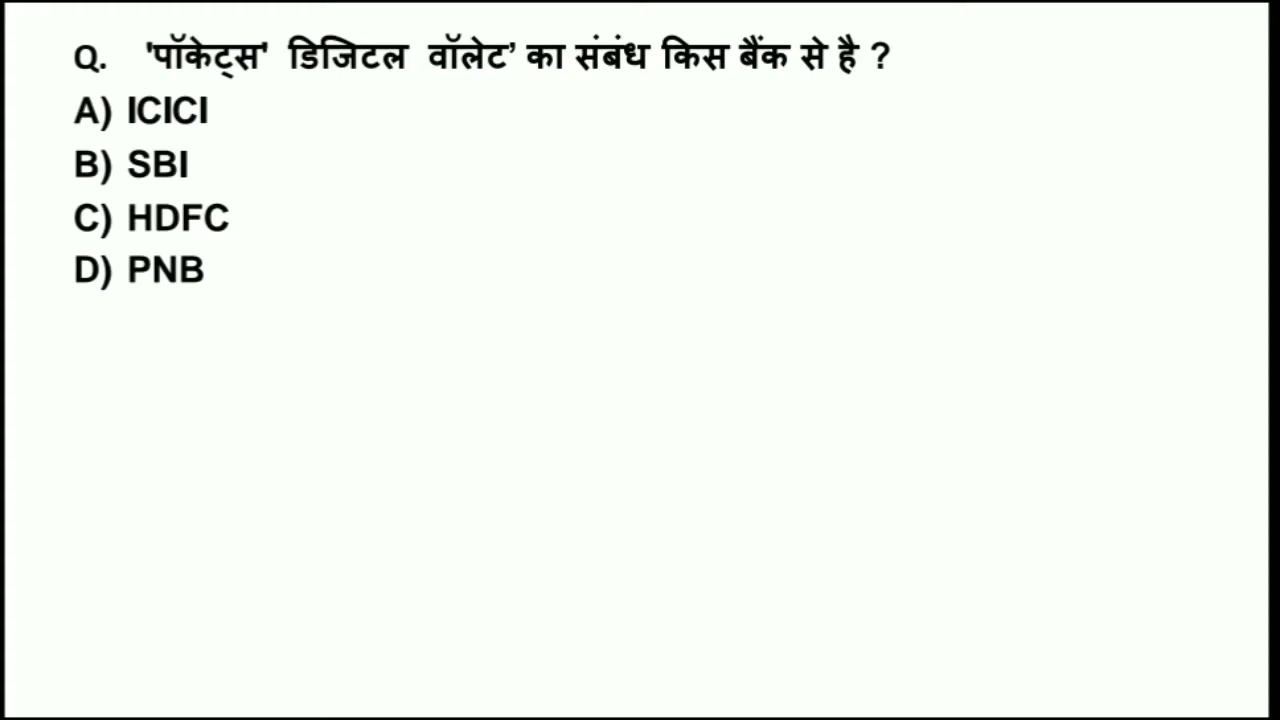 Q. 'पॉकेट्स' डिजिटल वॉलेट’ का संबंध किस बैंक से है ?
A) ICICI
B) SBI
C) HDFC
D) PNB